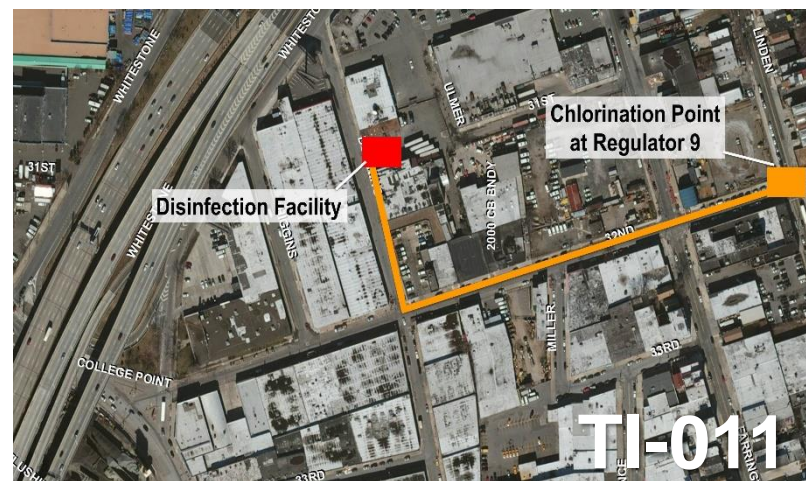 WHITESTONE
WHITESTONE
LINDEN
ULMER
31ST
Chlorination Point
at Regulator 9
31ST
Disinfection Facility
WHITESTONE
2000 CB ENDY
32ND
MILLER
33RD
COLLEGE POINT
TI-011
33RD